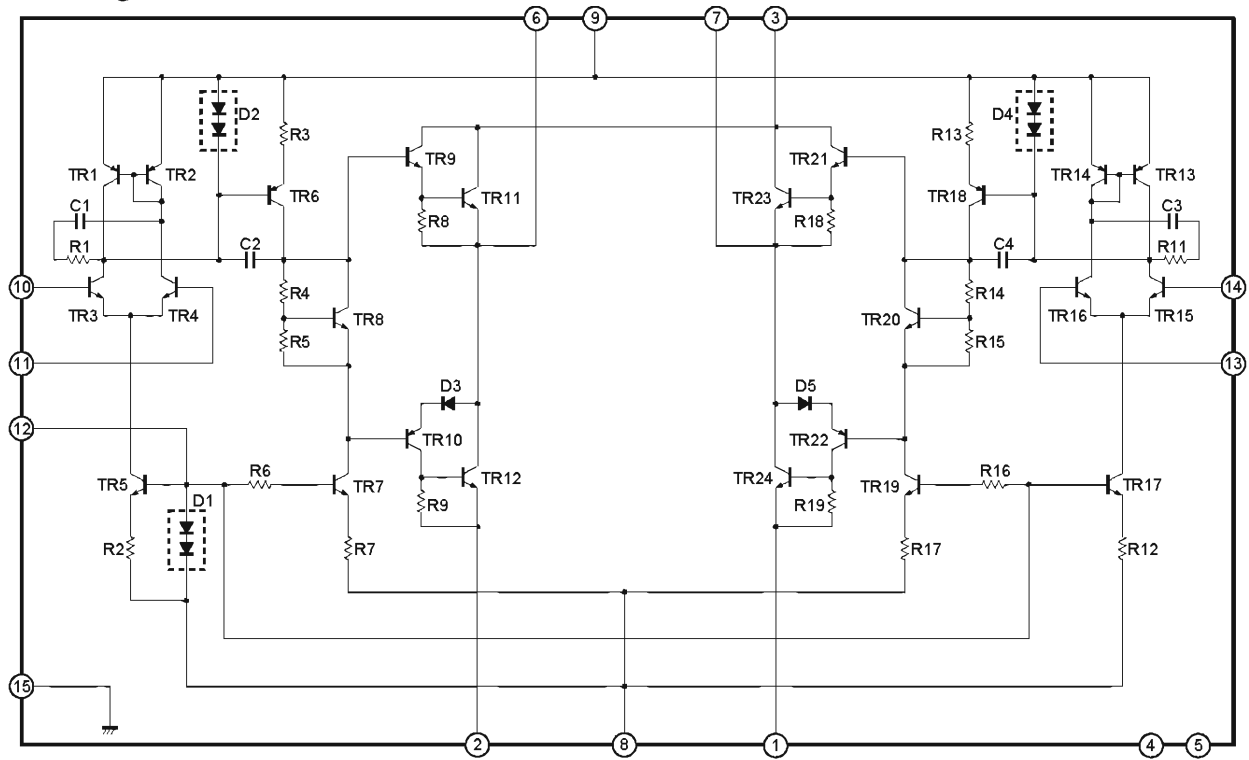 6 9 7 3
D2 D4
R3 R13
TR1 TR2 TR9 TR21 TR14 TR13
TR6 TR11 TR23 TR18
C1 R8 R18 C3
R1 C2 C4 R11
10 14
R4 R14
TR3 TR4 TR8 TR20 TR16 TR15
R5 R15
11 13
D3 D5
12
TR10 TR22
R6 R16
TR5 D1 TR7 TR12 TR24 TR19 TR17
R9 R19
R2 R7 R17 R12
15
2 8 1 4 5